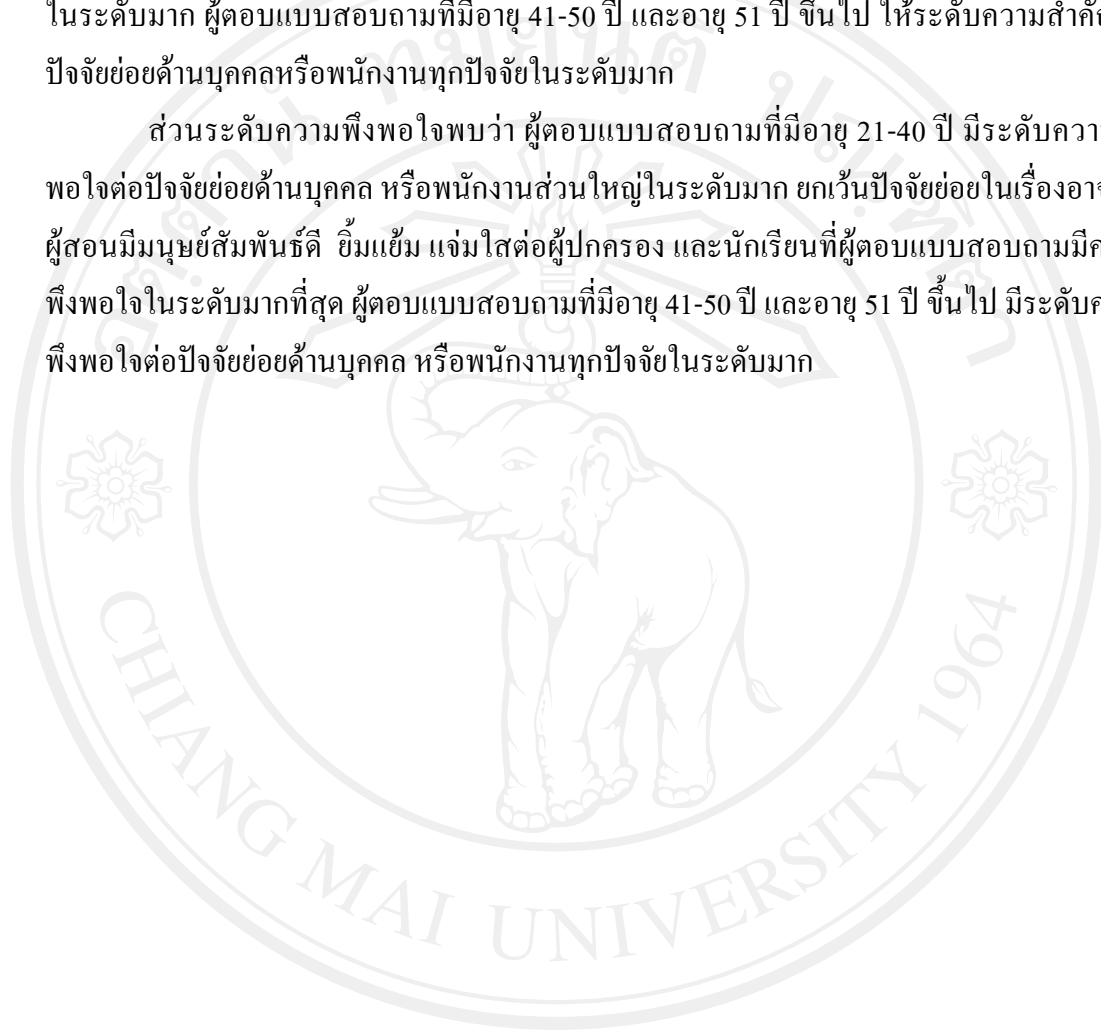 ในระดับมาก ผู้ตอบแบบสอบถามที่มีอายุ 41-50 ปี และอายุ 51 ปี ขึ้นไป ให้ระดับความสำคัญ
ปัจจัยย่อยด้านบุคคลหรือพนักงานทุกปัจจัยในระดับมาก
ส่วนระดับความพึงพอใจพบว่า ผู้ตอบแบบสอบถามที่มีอายุ 21-40 ปี มีระดับความ
พอใจต่อปัจจัยย่อยด้านบุคคล หรือพนักงานส่วนใหญ่ในระดับมาก ยกเว้นปัจจัยย่อยในเรื่อง
ผู้สอนมีมนุษย์สัมพันธ์ดี ยิ้มแย้ม แจ่มใสต่อผู้ปกครอง และนักเรียนที่ผู้ตอบแบบสอบถามมี
พึงพอใจในระดับมากที่สุด ผู้ตอบแบบสอบถามที่มีอายุ 41-50 ปี และอายุ 51 ปี ขึ้นไป มีระดับ
พึงพอใจต่อปัจจัยย่อยด้านบุคคล หรือพนักงานทุกปัจจัยในระดับมาก
CHIANG MAI UNIVERSITY 1964